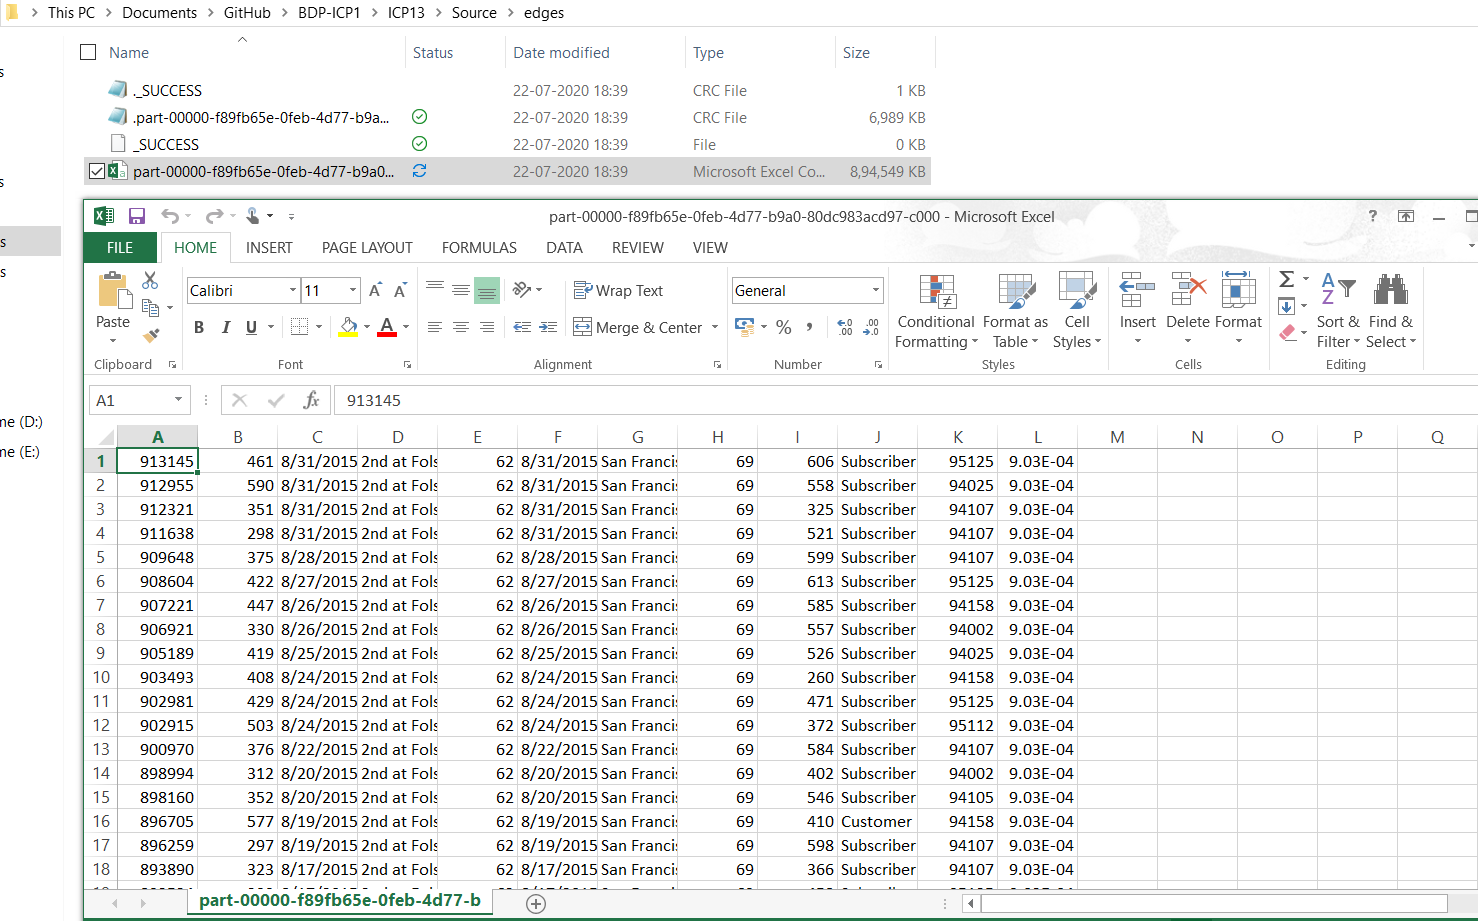 This PC > Documents > GitHub > BDP-ICP1 > ICP13 > Source > edges
Name Status Date modified Type Size
._SUCCESS 22-07-2020 18:39 CRC File 1 KB
.part-00000-f89fb65e-0feb-4d77-b9a... 22-07-2020 18:39 CRC File 6,989 KB
_SUCCESS 22-07-2020 18:39 File 0 KB
part-00000-f89fb65e-0feb-4d77-b9a0... 22-07-2020 18:39 Microsoft Excel Co... 8,94,549 KB
s
s
s
s
me (D:)
me (E:)
part-00000-f89fb65e-0feb-4d77-b9a0-80dc983acd97-c000 - Microsoft Excel
FILE HOME INSERT PAGE LAYOUT FORMULAS DATA REVIEW VIEW
Calibri 11 Wrap Text General
Paste B I U Merge & Center % , Conditional Formatting Format as Table Cell Styles Insert Delete Format Sort & Filter Find & Select
Clipboard Font Alignment Number Styles Cells Editing
A1 fx 913145
A B C D E F G H I J K L M N O P Q
1 913145 461 8/31/2015 2nd at Fols 62 8/31/2015 San Francis 69 606 Subscriber 95125 9.03E-04
2 912955 590 8/31/2015 2nd at Fols 62 8/31/2015 San Francis 69 558 Subscriber 94025 9.03E-04
3 912321 351 8/31/2015 2nd at Fols 62 8/31/2015 San Francis 69 325 Subscriber 94107 9.03E-04
4 911638 298 8/31/2015 2nd at Fols 62 8/31/2015 San Francis 69 521 Subscriber 94107 9.03E-04
5 909648 375 8/28/2015 2nd at Fols 62 8/28/2015 San Francis 69 599 Subscriber 94107 9.03E-04
6 908604 422 8/27/2015 2nd at Fols 62 8/27/2015 San Francis 69 613 Subscriber 95125 9.03E-04
7 907221 447 8/26/2015 2nd at Fols 62 8/26/2015 San Francis 69 585 Subscriber 94158 9.03E-04
8 906921 330 8/26/2015 2nd at Fols 62 8/26/2015 San Francis 69 557 Subscriber 94002 9.03E-04
9 905189 419 8/25/2015 2nd at Fols 62 8/25/2015 San Francis 69 526 Subscriber 94025 9.03E-04
10 903493 408 8/24/2015 2nd at Fols 62 8/24/2015 San Francis 69 260 Subscriber 94158 9.03E-04
11 902981 429 8/24/2015 2nd at Fols 62 8/24/2015 San Francis 69 471 Subscriber 95125 9.03E-04
12 902915 503 8/24/2015 2nd at Fols 62 8/24/2015 San Francis 69 372 Subscriber 95112 9.03E-04
13 900970 376 8/22/2015 2nd at Fols 62 8/22/2015 San Francis 69 584 Subscriber 94107 9.03E-04
14 898994 312 8/20/2015 2nd at Fols 62 8/20/2015 San Francis 69 402 Subscriber 94002 9.03E-04
15 898160 352 8/20/2015 2nd at Fols 62 8/20/2015 San Francis 69 546 Subscriber 94105 9.03E-04
16 896705 577 8/19/2015 2nd at Fols 62 8/19/2015 San Francis 69 410 Customer 94158 9.03E-04
17 896259 297 8/19/2015 2nd at Fols 62 8/19/2015 San Francis 69 598 Subscriber 94107 9.03E-04
18 893890 323 8/17/2015 2nd at Fols 62 8/17/2015 San Francis 69 366 Subscriber 94107 9.03E-04
part-00000-f89fb65e-0feb-4d77-b